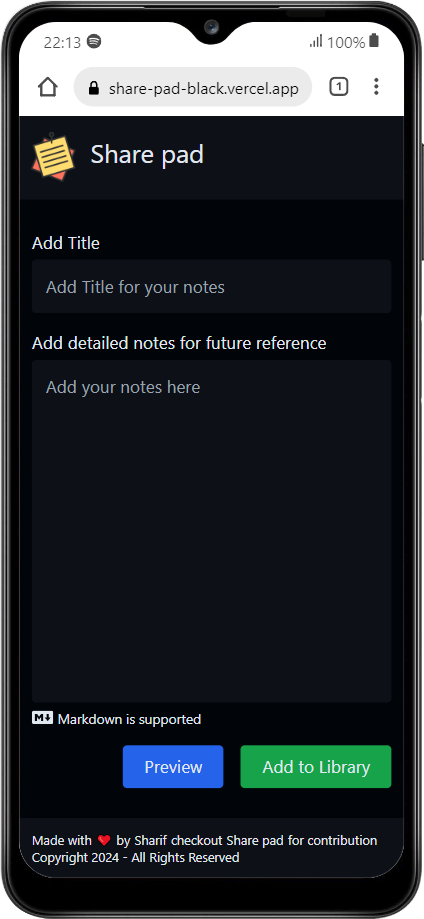 22:13
100%
share-pad-black.vercel.app
1
Share pad
Add Title
Add Title for your notes
Add detailed notes for future reference
Add your notes here
M Markdown is supported
Preview
Add to Library
Made with ❤ by Sharif checkout Share pad for contribution
Copyright 2024 - All Rights Reserved